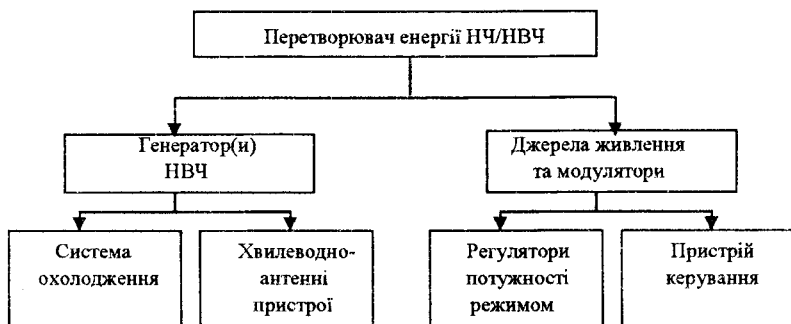 Перетворювач енергії НЧ/НВЧ
Генератор(и)
НВЧ
Джерела живлення
та модулятори
Система
охолодження
Хвилеводно-
антенні
пристрої
Регулятори
потужності
режимом
Пристрій
керування